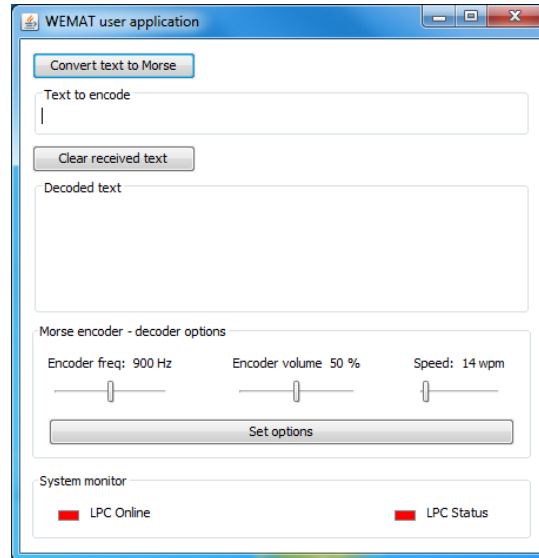 WEMAT user application
Convert text to Morse
Text to encode
Clear received text
Decoded text
Morse encoder - decoder options
Encoder freq: 900 Hz Encoder volume 50 % Speed: 14 wpm
Set options
System monitor
LPC Online LPC Status